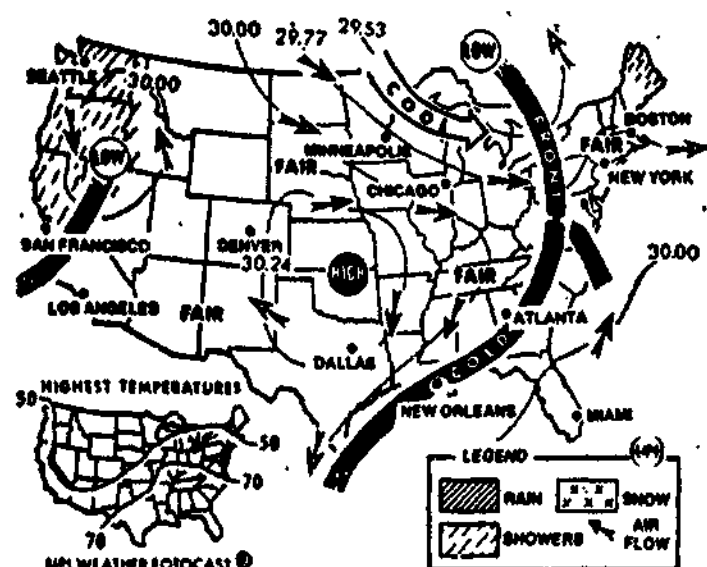 30.00
29.77
29.53
LOW
SEATTLE
30.00
COOL
BOSTON
MINNEAPOLIS
FAIR
FAIR
LOW
CHICAGO
NEW YORK
FRONT
SAN FRANCISCO
DENVER
30.24
HIGH
FAIR
30.00
LOS ANGELES
FAIR
ATLANTA
DALLAS
COLD
HIGHEST TEMPERATURES
NEW ORLEANS
MIAMI
50
50
70
70
LEGEND
(UPI)
RAIN
SNOW
SHOWERS
AIR
FLOW
UPI WEATHER FOTOCAST